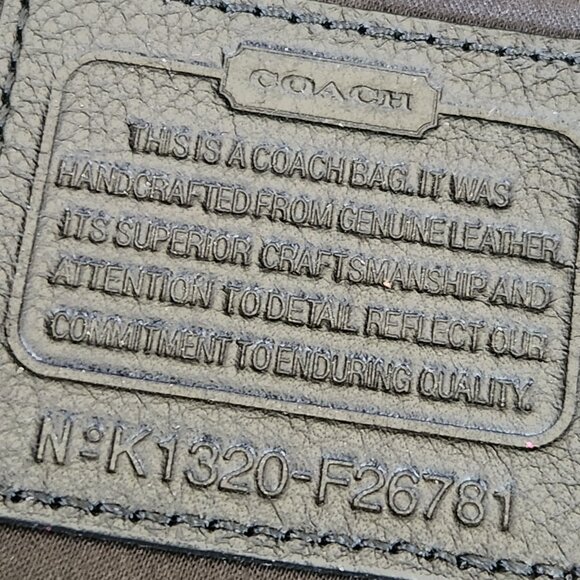 COACH
THIS IS A COACH BAG. IT WAS
HANDCRAFTED FROM GENUINE LEATHER.
ITS SUPERIOR CRAFTSMANSHIP AND
ATTENTION TO DETAIL REFLECT OUR
COMMITMENT TO ENDURING QUALITY.
Nº K1320-F26781